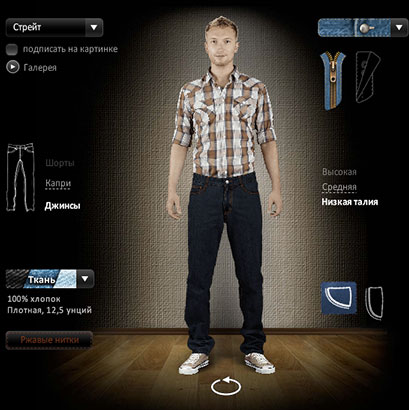 Стрейт
подписать на картинке
Галерея
Шорты
Капри
Джинсы
Высокая
Средняя
Низкая талия
Ткань
100% хлопок
Плотная, 12,5 унций
Ржавые нитки